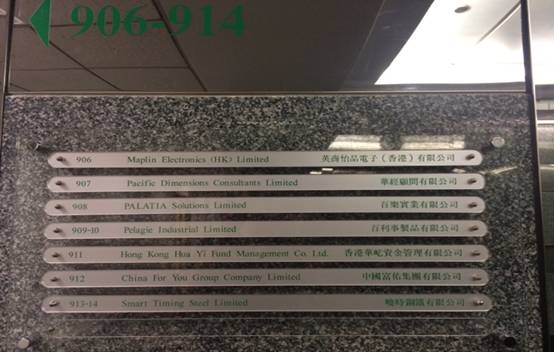 906-914
906 Maplin Electronics (HK) Limited 英商怡品電子（香港）有限公司
907 Pacific Dimensions Consultants Limited 華經顧問有限公司
908 PALATIA Solutions Limited 百樂實業有限公司
909-10 Pelagic Industrial Limited 百利事製品有限公司
911 Hong Kong Hua Yi Fund Management Co. Ltd. 香港華屹資金管理有限公司
912 China For You Group Company Limited 中國富佑集團有限公司
913-14 Smart Timing Steel Limited 曉時鋼鐵有限公司